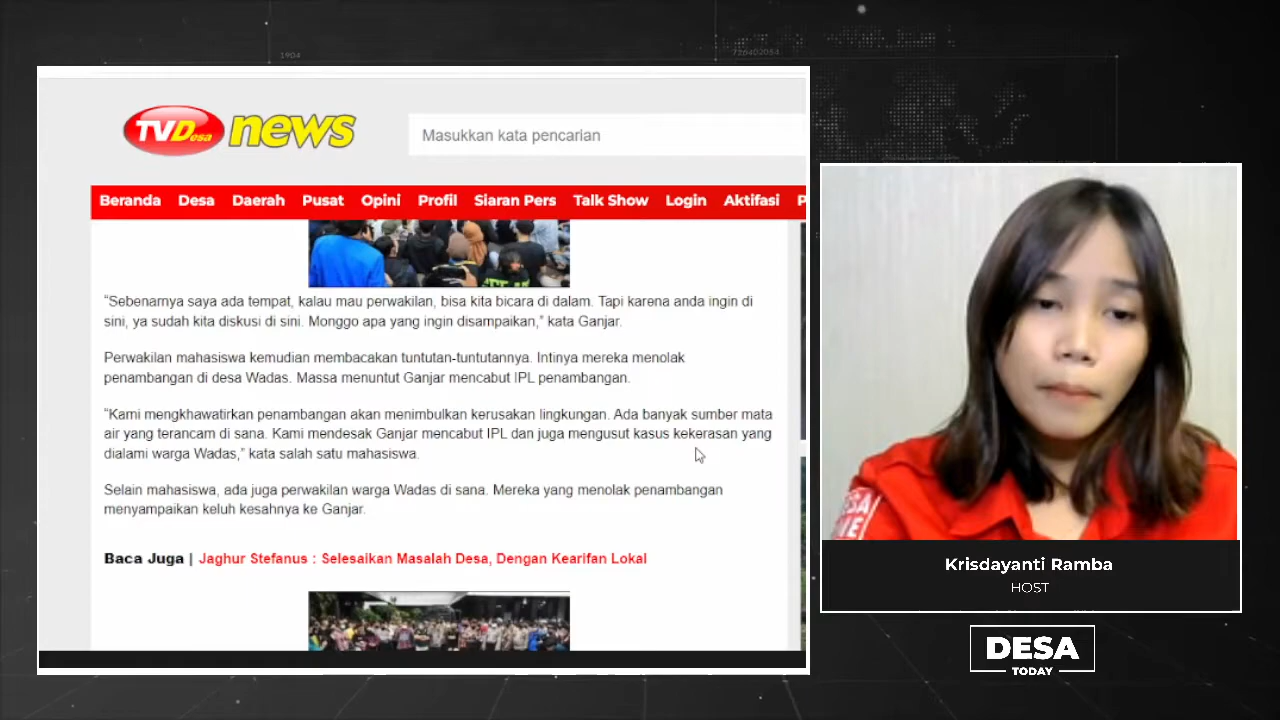 1904
726402054
TVDesa news
Masukkan kata pencarian
Beranda Desa Daerah Pusat Opini Profil Siaran Pers Talk Show Login Aktifasi P
“Sebenarnya saya ada tempat, kalau mau perwakilan, bisa kita bicara di dalam. Tapi karena anda ingin di
sini, ya sudah kita diskusi di sini. Monggo apa yang ingin disampaikan,” kata Ganjar.
Perwakilan mahasiswa kemudian membacakan tuntutan-tuntutannya. Intinya mereka menolak
penambangan di desa Wadas. Massa menuntut Ganjar mencabut IPL penambangan.
“Kami mengkhawatirkan penambangan akan menimbulkan kerusakan lingkungan. Ada banyak sumber mata
air yang terancam di sana. Kami mendesak Ganjar mencabut IPL dan juga mengusut kasus kekerasan yang
dialami warga Wadas,” kata salah satu mahasiswa.
Selain mahasiswa, ada juga perwakilan warga Wadas di sana. Mereka yang menolak penambangan
menyampaikan keluh kesahnya ke Ganjar.
Baca Juga | Jaghur Stefanus : Selesaikan Masalah Desa, Dengan Kearifan Lokal
Krisdayanti Ramba
HOST
DESA
TODAY